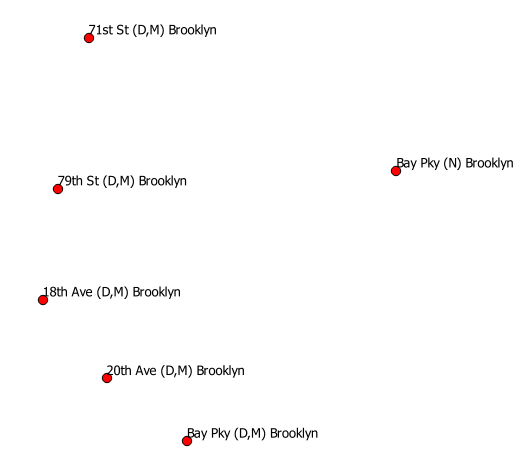 71st St (D,M) Brooklyn
Bay Pky (N) Brooklyn
79th St (D,M) Brooklyn
18th Ave (D,M) Brooklyn
20th Ave (D,M) Brooklyn
Bay Pky (D,M) Brooklyn